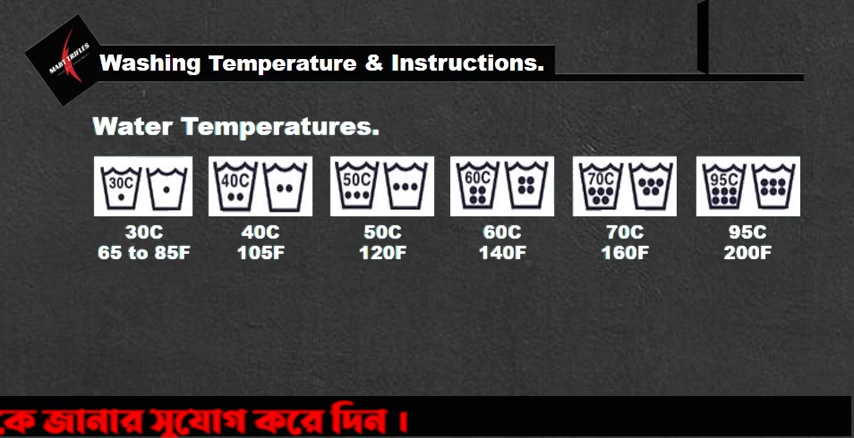 MABS TRIFLES
Washing Temperature & Instructions.
Water Temperatures.
30C 40C 50C 60C 70C 95C
30C 40C 50C 60C 70C 95C
65 to 85F 105F 120F 140F 160F 200F
কে জানার সুযোগ করে দিন ।